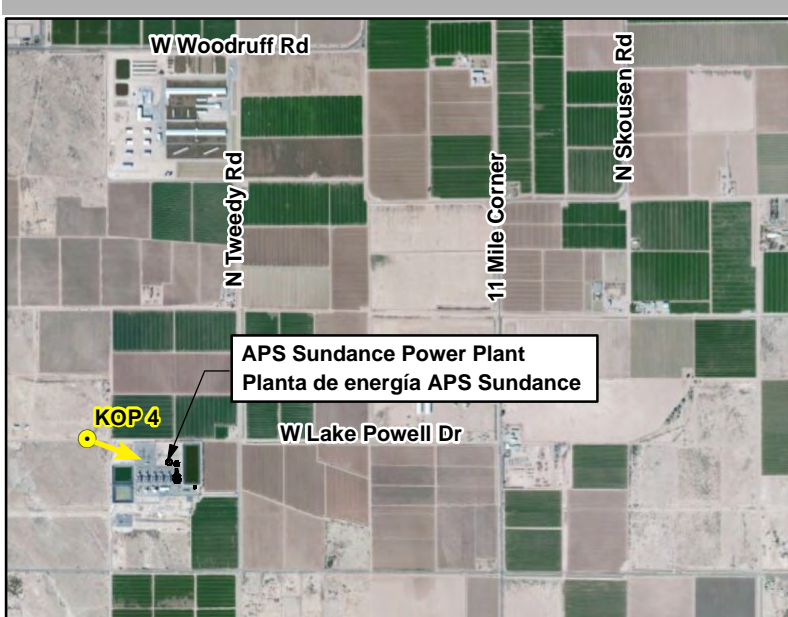 W Woodruff Rd
N Skousen Rd
N Tweedy Rd
11 Mile Corner
APS Sundance Power Plant
Planta de energía APS Sundance
KOP 4
W Lake Powell Dr